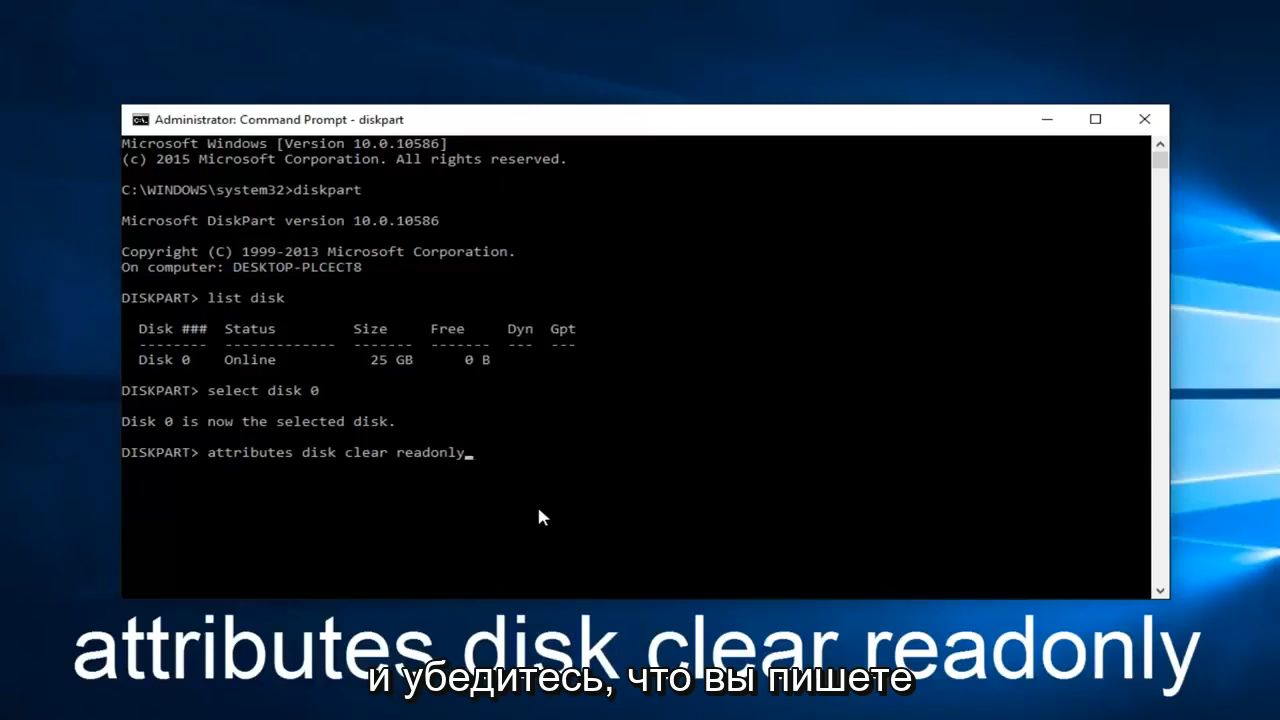 Administrator: Command Prompt - diskpart
Microsoft Windows [Version 10.0.10586]
(c) 2015 Microsoft Corporation. All rights reserved.
C:\WINDOWS\system32>diskpart
Microsoft DiskPart version 10.0.10586
Copyright (C) 1999-2013 Microsoft Corporation.
On computer: DESKTOP-PLCECT8
DISKPART> list disk
Disk ### Status Size Free Dyn Gpt
-------- ------------- ------- ------- --- ---
Disk 0 Online 25 GB 0 B
DISKPART> select disk 0
Disk 0 is now the selected disk.
DISKPART> attributes disk clear readonly_
attributes disk clear readonly
и убедитесь, что вы пишете